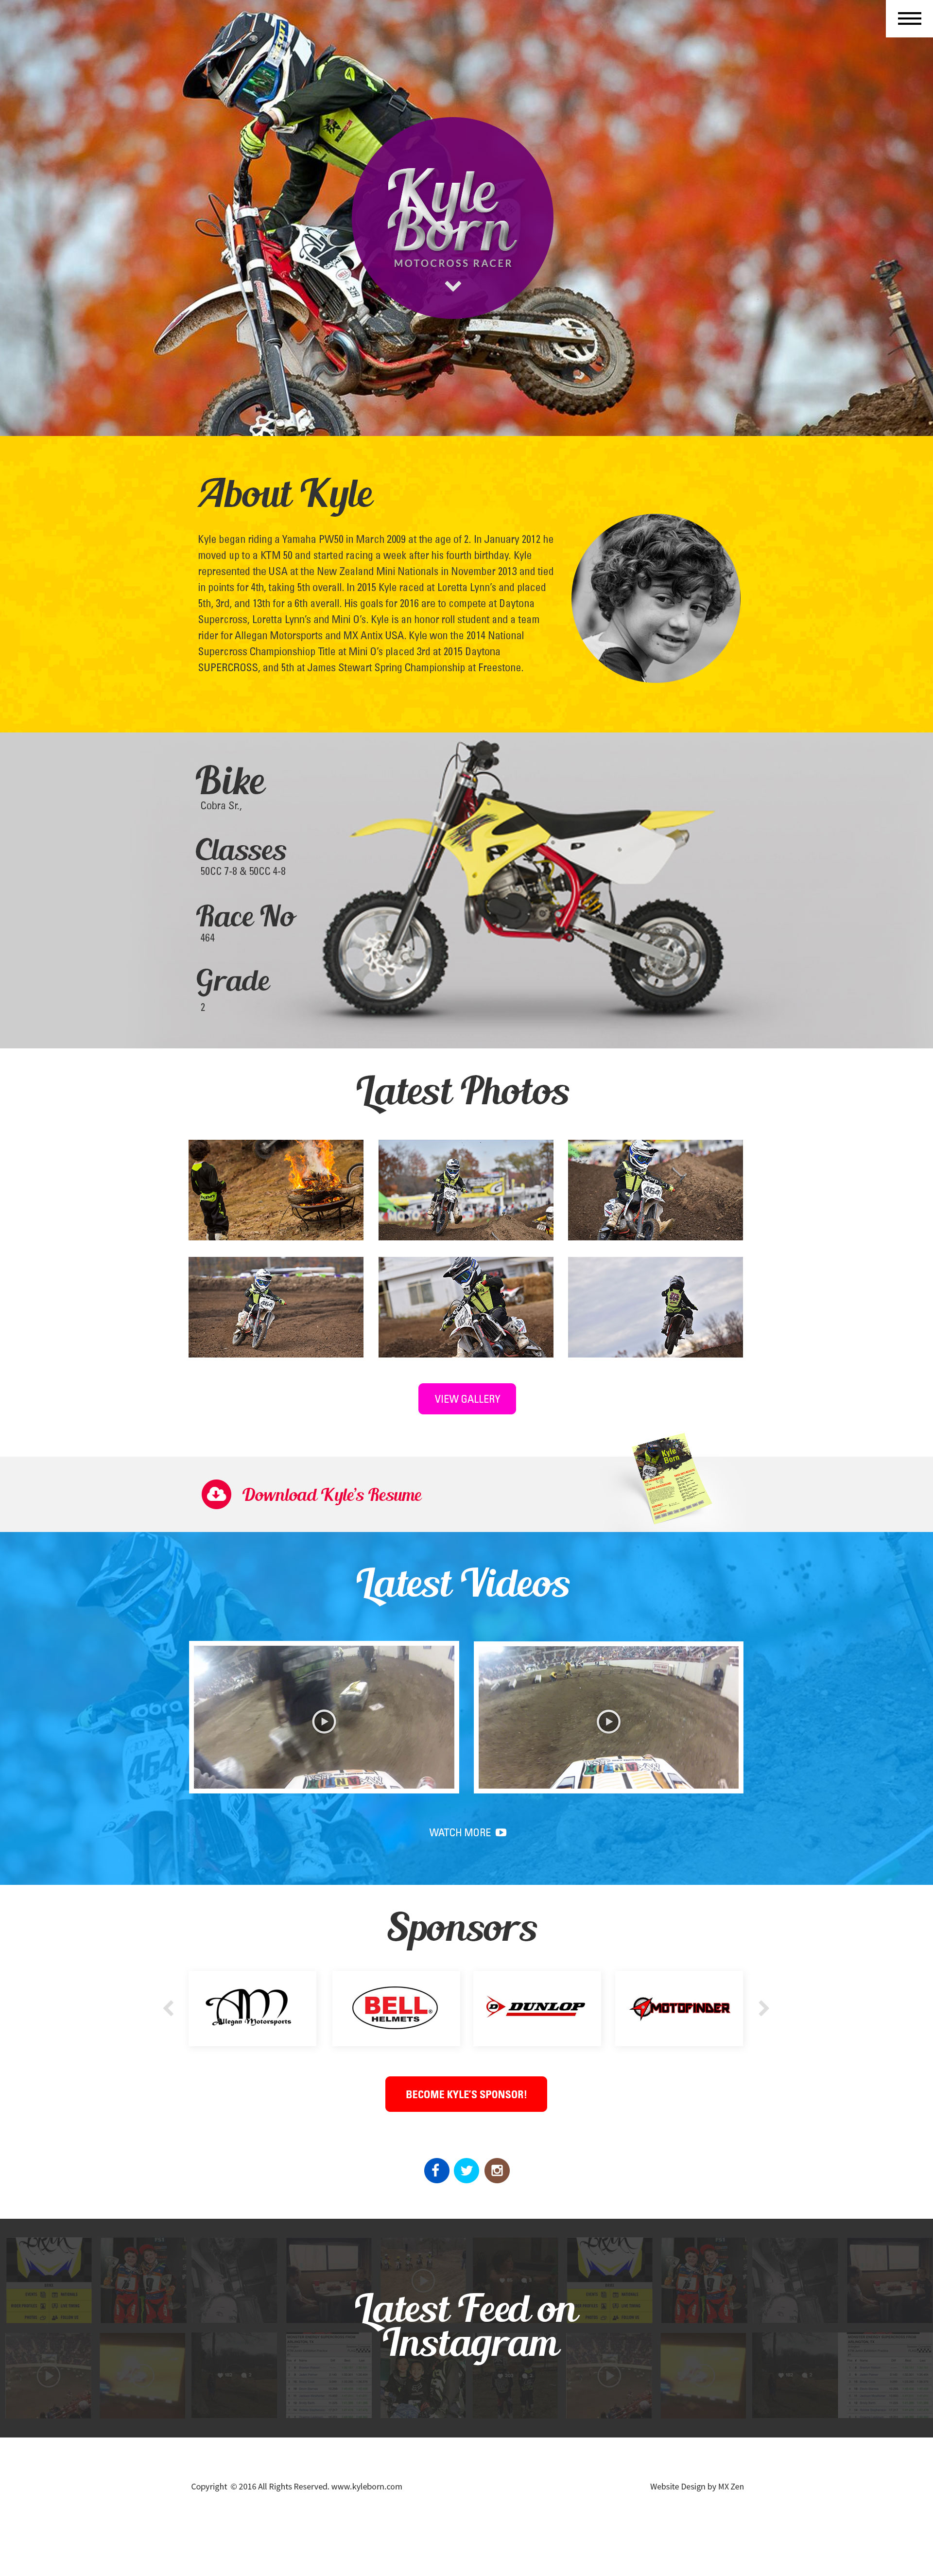 Kyle
Born
MOTOCROSS RACER
About Kyle
Kyle began riding a Yamaha PW50 in March 2009 at the age of 2. In January 2012 he
moved up to a KTM 50 and started racing a week after his fourth birthday. Kyle
represented the USA at the New Zealand Mini Nationals in November 2013 and tied
in points for 4th, taking 5th overall. In 2015 Kyle raced at Loretta Lynn's and placed
5th, 3rd, and 13th for a 6th averall. His goals for 2016 are to compete at Daytona
Supercross, Loretta Lynn's and Mini O's. Kyle is an honor roll student and a team
rider for Allegan Motorsports and MX Antix USA. Kyle won the 2014 National
Supercross Championshiop Title at Mini O's placed 3rd at 2015 Daytona
SUPERCROSS, and 5th at James Stewart Spring Championship at Freestone.
Bike
Cobra Sr.,
Classes
50CC 7-8 & 50CC 4-8
Race No
464
Grade
2
Latest Photos
464
464
VIEW GALLERY
Download Kyle's Resume
Kyle
Born
Latest Videos
obra
464
WATCH MORE
Sponsors
AM
Allegan Motorsports
BELL
HELMETS
D DUNLOP
MOTOFINDER
BECOME KYLE'S SPONSOR!
Latest Feed on
Instagram
Copyright © 2016 All Rights Reserved. www.kyleborn.com
Website Design by MX Zen